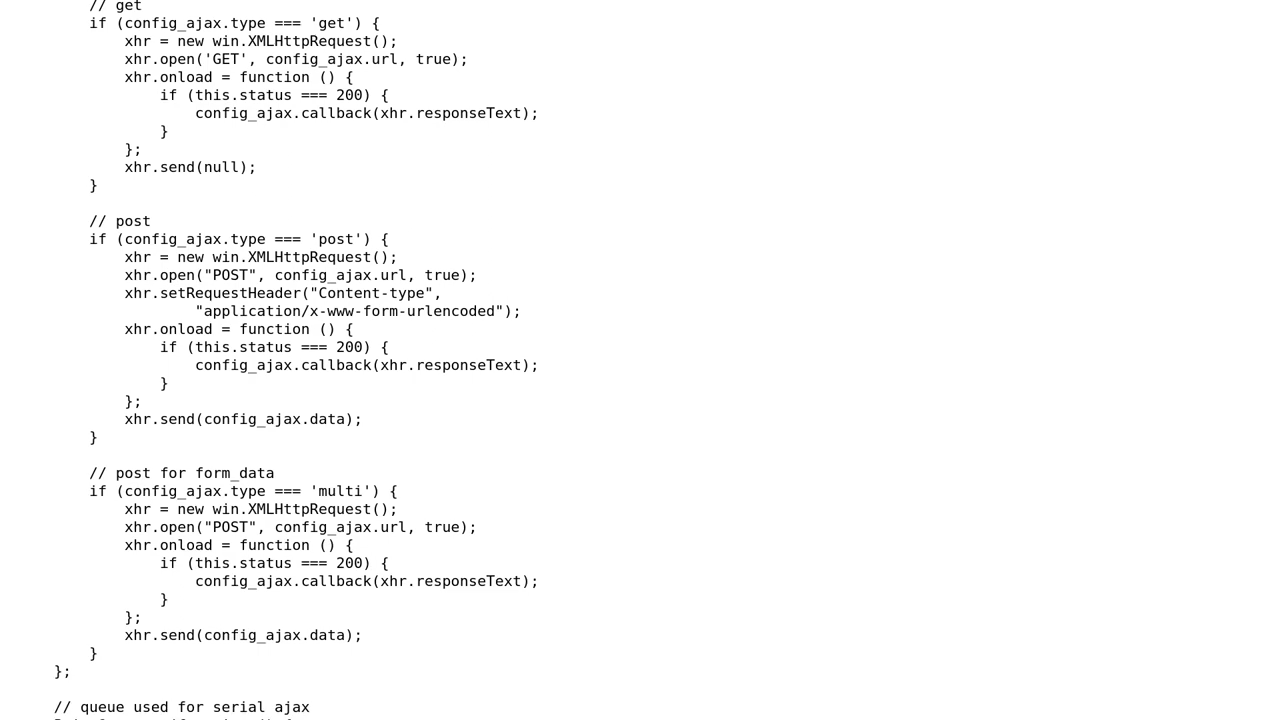 // get
if (config_ajax.type === 'get') {
xhr = new win.XMLHttpRequest();
xhr.open('GET', config_ajax.url, true);
xhr.onload = function () {
if (this.status === 200) {
config_ajax.callback(xhr.responseText);
}
};
xhr.send(null);
}
// post
if (config_ajax.type === 'post') {
xhr = new win.XMLHttpRequest();
xhr.open("POST", config_ajax.url, true);
xhr.setRequestHeader("Content-type",
"application/x-www-form-urlencoded");
xhr.onload = function () {
if (this.status === 200) {
config_ajax.callback(xhr.responseText);
}
};
xhr.send(config_ajax.data);
}
// post for form_data
if (config_ajax.type === 'multi') {
xhr = new win.XMLHttpRequest();
xhr.open("POST", config_ajax.url, true);
xhr.onload = function () {
if (this.status === 200) {
config_ajax.callback(xhr.responseText);
}
};
xhr.send(config_ajax.data);
}
};
// queue used for serial ajax